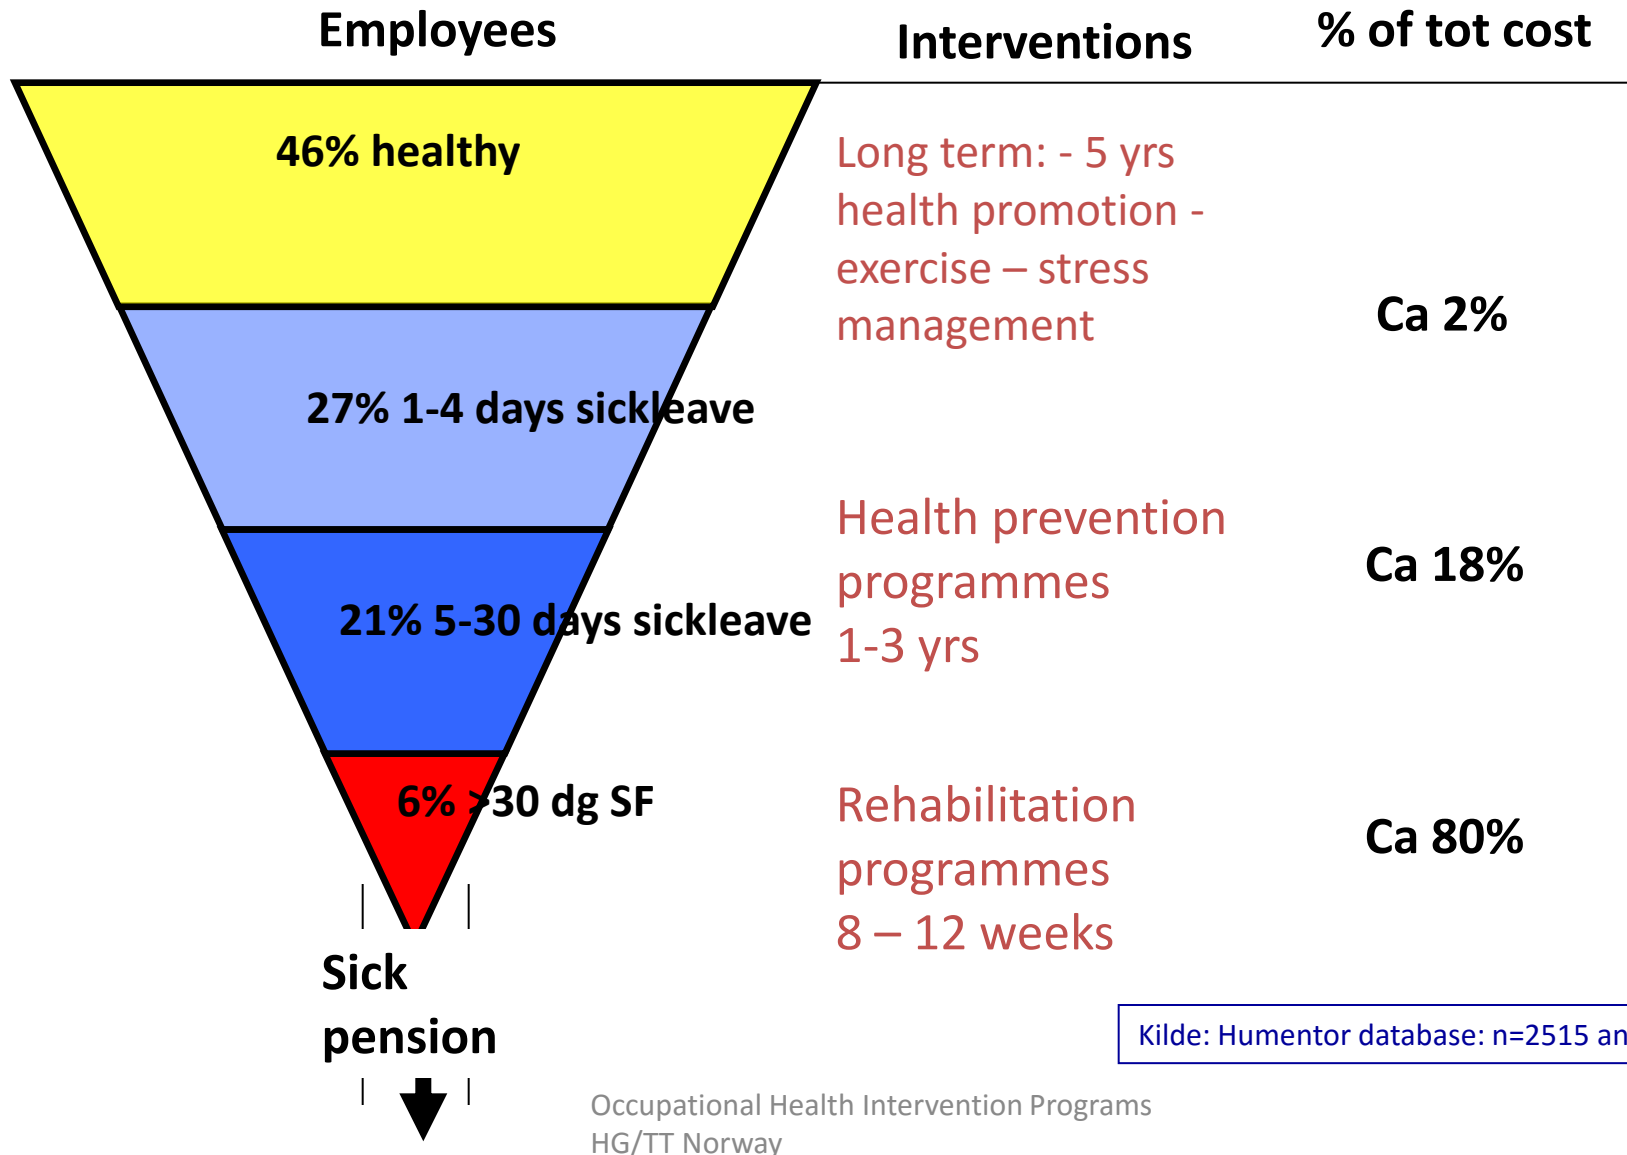 Employees
Interventions
% of tot cost
46% healthy
Long term: - 5 yrs
health promotion -
exercise – stress
management
Ca 2%
27% 1-4 days sickleave
Health prevention
programmes
1-3 yrs
Ca 18%
21% 5-30 days sickleave
6% >30 dg SF
Rehabilitation
programmes
8 – 12 weeks
Ca 80%
Sick
pension
Kilde: Humentor database: n=2515 an
Occupational Health Intervention Programs
HG/TT Norway